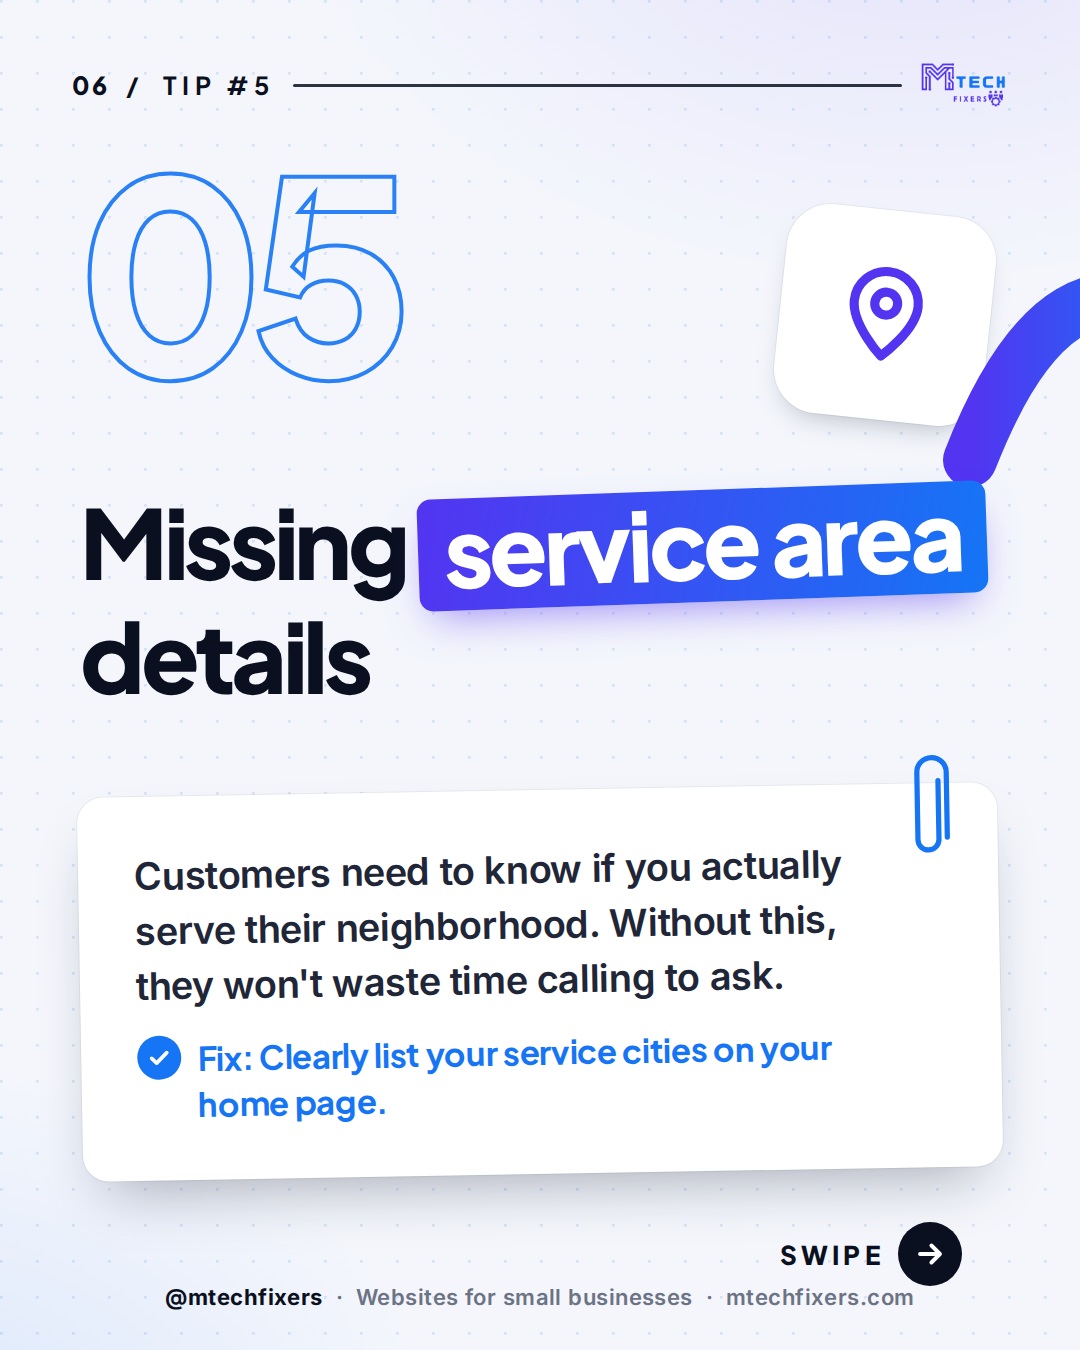 06 / TIP #5
MTECH
FIXERS
05
Missing service area
details
Customers need to know if you actually
serve their neighborhood. Without this,
they won't waste time calling to ask.
Fix: Clearly list your service cities on your
home page.
SWIPE
@mtechfixers · Websites for small businesses · mtechfixers.com